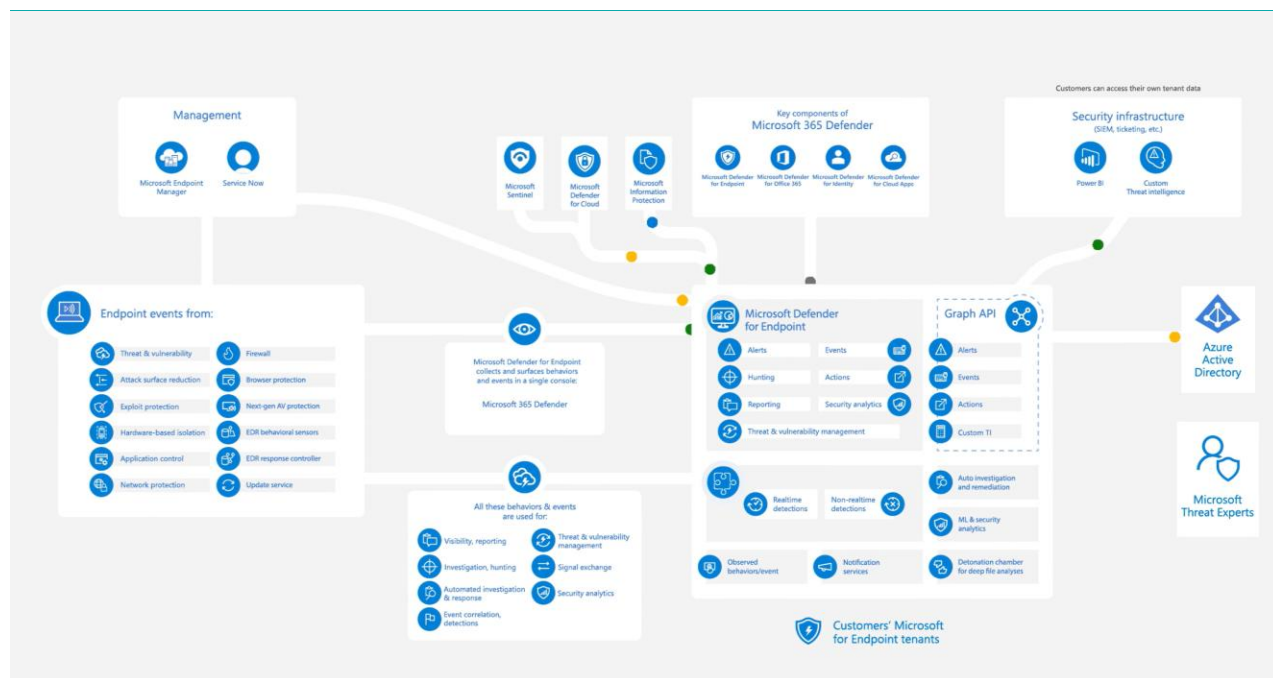 Customers can access their own tenant data
Management
Microsoft Endpoint
Manager
Service Now
Microsoft
Sentinel
Microsoft
Defender
for Cloud
Microsoft
Information
Protection
Key components of
Microsoft 365 Defender
Microsoft Defender
for Endpoint
Microsoft Defender
for Office 365
Microsoft Defender
for Identity
Microsoft Defender
for Cloud Apps
Security infrastructure
(SIEM, ticketing, etc.)
Power BI
Custom
Threat intelligence
Endpoint events from:
Threat & vulnerability
Firewall
Attack surface reduction
Browser protection
Exploit protection
Next-gen AV protection
Hardware-based isolation
EDR behavioral sensors
Application control
EDR response controller
Network protection
Update service
Microsoft Defender for Endpoint
collects and surfaces behaviors
and events in a single console:
Microsoft 365 Defender
All these behaviors & events
are used for:
Visibility, reporting
Threat & vulnerability
management
Investigation, hunting
Signal exchange
Automated investigation
& response
Security analytics
Event correlation,
detections
Microsoft Defender
for Endpoint
Alerts
Events
Hunting
Actions
Reporting
Security analytics
Threat & vulnerability management
Graph API
Alerts
Events
Actions
Custom TI
Realtime
detections
Non-realtime
detections
Auto investigation
and remediation
ML & security
analytics
Observed
behaviors/event
Notification
services
Detonation chamber
for deep file analyses
Azure
Active
Directory
Microsoft
Threat Experts
Customers' Microsoft
for Endpoint tenants